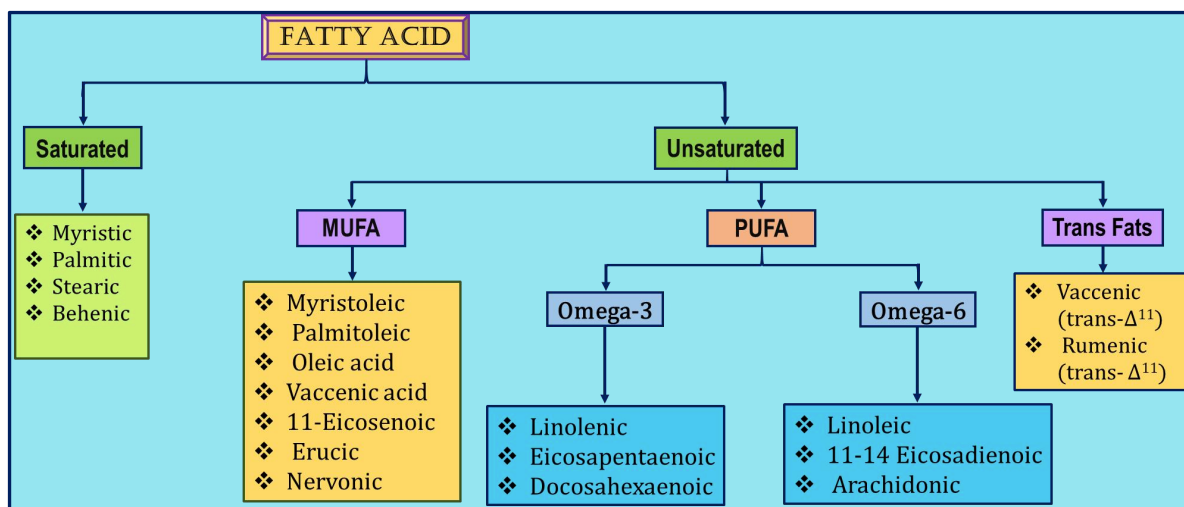 FATTY ACID
Saturated
Unsaturated
❖ Myristic
❖ Palmitic
❖ Stearic
❖ Behenic
MUFA
PUFA
Trans Fats
❖ Myristoleic
❖ Palmitoleic
❖ Oleic acid
❖ Vaccenic acid
❖ 11-Eicosenoic
❖ Erucic
❖ Nervonic
Omega-3
Omega-6
❖ Linolenic
❖ Eicosapentaenoic
❖ Docosahexaenoic
❖ Linoleic
❖ 11-14 Eicosadienoic
❖ Arachidonic
❖ Vaccenic
(trans-Δ¹¹)
❖ Rumenic
(trans- Δ¹¹)